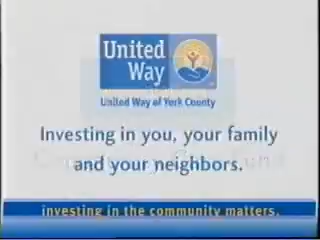 United
Way
United Way of York County
Investing in you, your family
and your neighbors.
investing in the community matters.